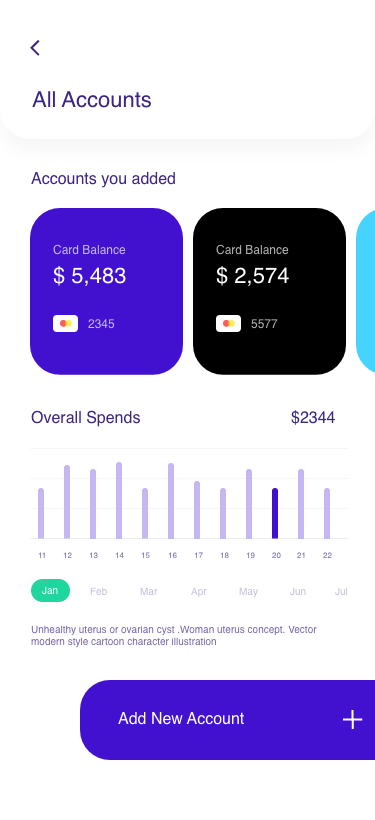 All Accounts
Accounts you added
Card Balance
$ 5,483
2345
Card Balance
$ 2,574
5577
Overall Spends
$2344
11 12 13 14 15 16 17 18 19 20 21 22
Jan Feb Mar Apr May Jun Jul
Unhealthy uterus or ovarian cyst .Woman uterus concept. Vector
modern style cartoon character illustration
Add New Account